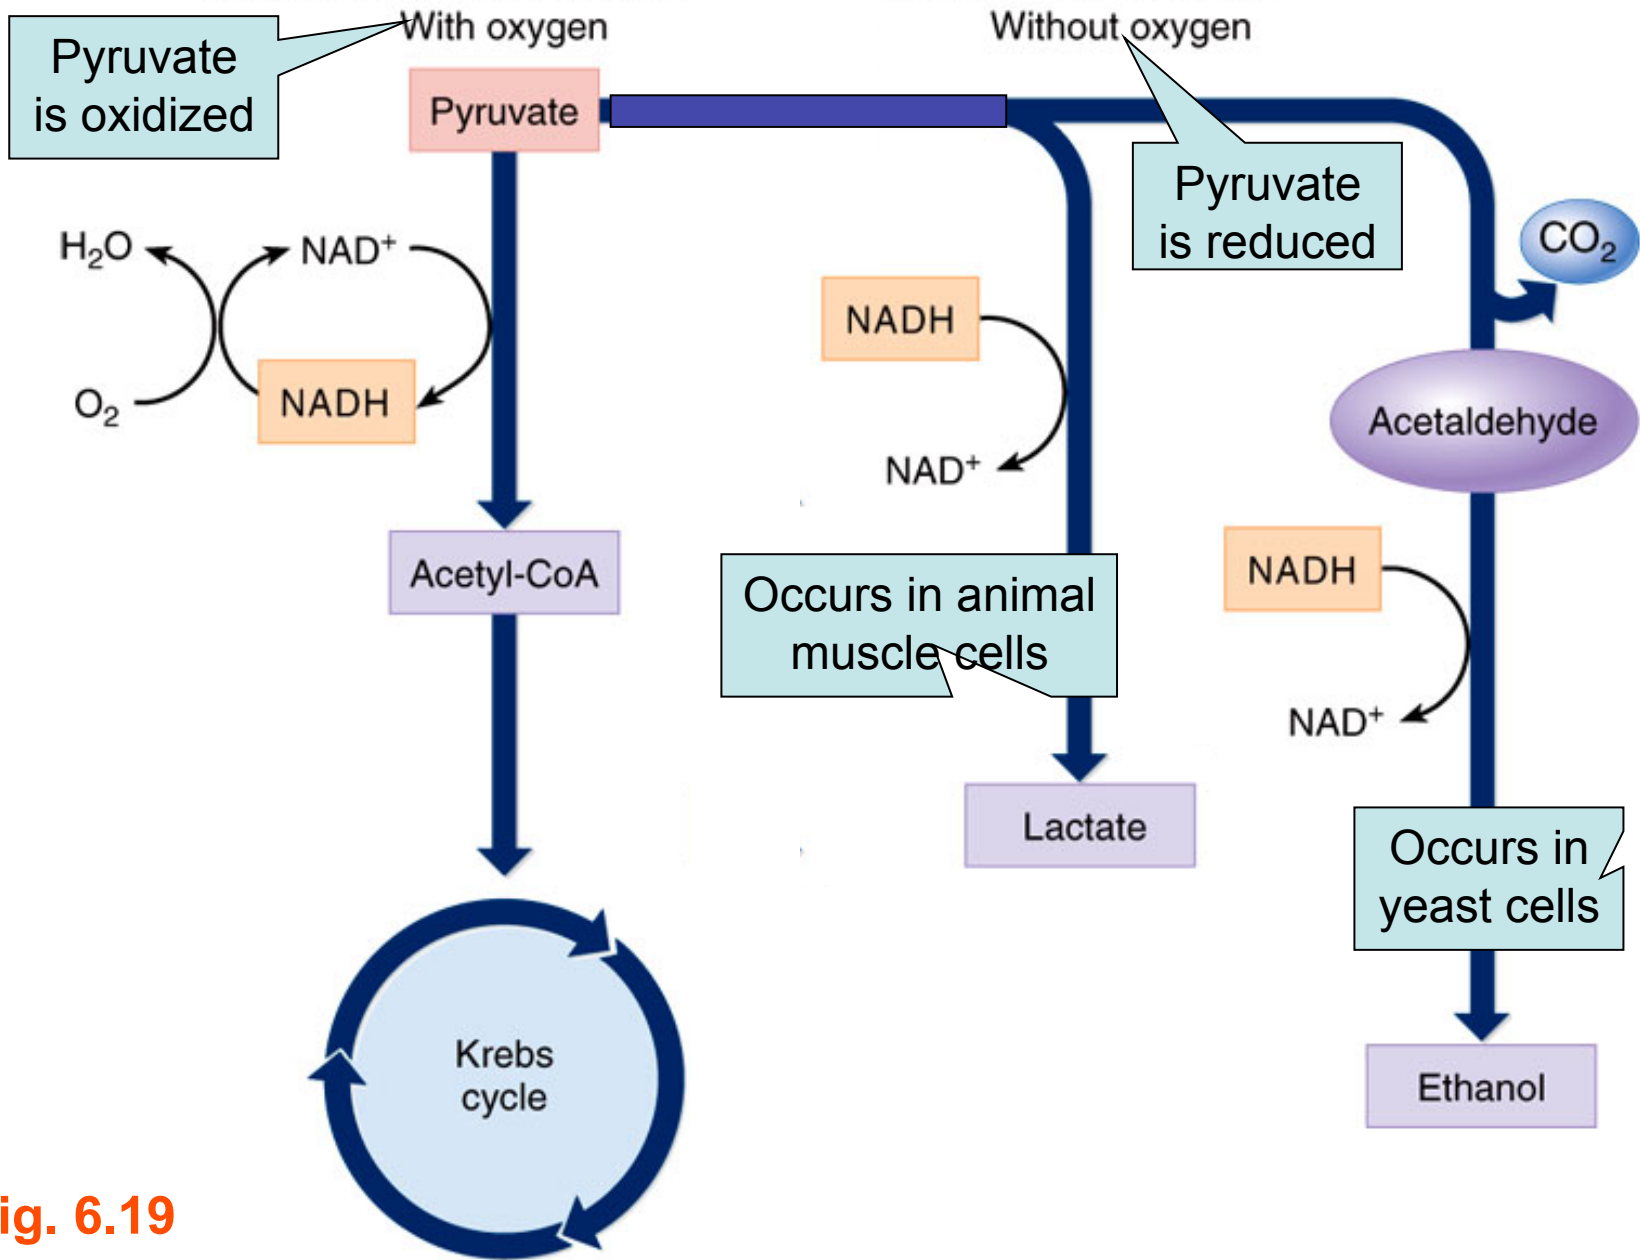 With oxygen
Without oxygen
Pyruvate
is oxidized
Pyruvate
Pyruvate
is reduced
H₂O
NAD⁺
O₂
NADH
NADH
NAD⁺
CO₂
Acetaldehyde
Acetyl-CoA
Occurs in animal
muscle cells
NADH
NAD⁺
Lactate
Occurs in
yeast cells
Krebs
cycle
Ethanol
ig. 6.19